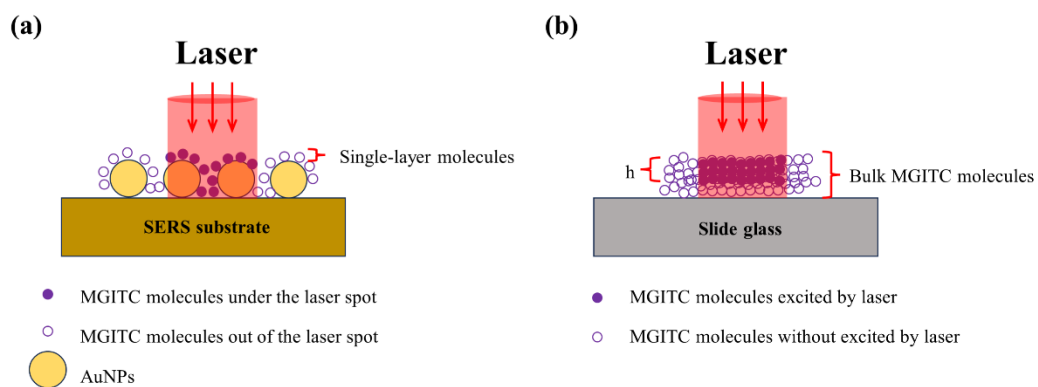 (a)
Laser
Single-layer molecules
SERS substrate
MGITC molecules under the laser spot
MGITC molecules out of the laser spot
AuNPs
(b)
Laser
h
Bulk MGITC molecules
Slide glass
MGITC molecules excited by laser
MGITC molecules without excited by laser